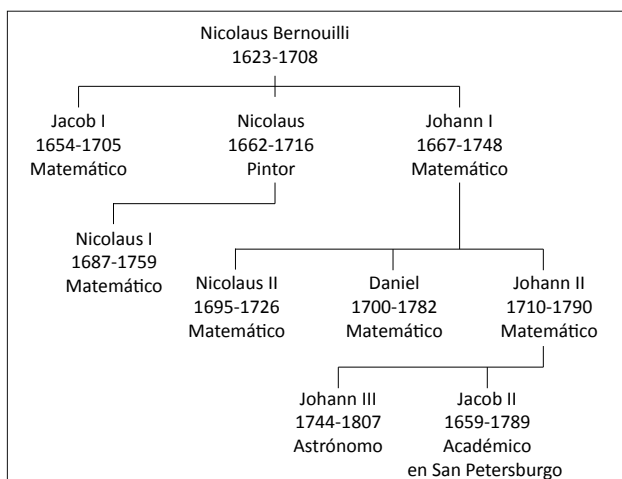 Nicolaus Bernouilli
1623-1708
Jacob I
1654-1705
Matemático
Nicolaus
1662-1716
Pintor
Johann I
1667-1748
Matemático
Nicolaus I
1687-1759
Matemático
Nicolaus II
1695-1726
Matemático
Daniel
1700-1782
Matemático
Johann II
1710-1790
Matemático
Johann III
1744-1807
Astrónomo
Jacob II
1659-1789
Académico
en San Petersburgo